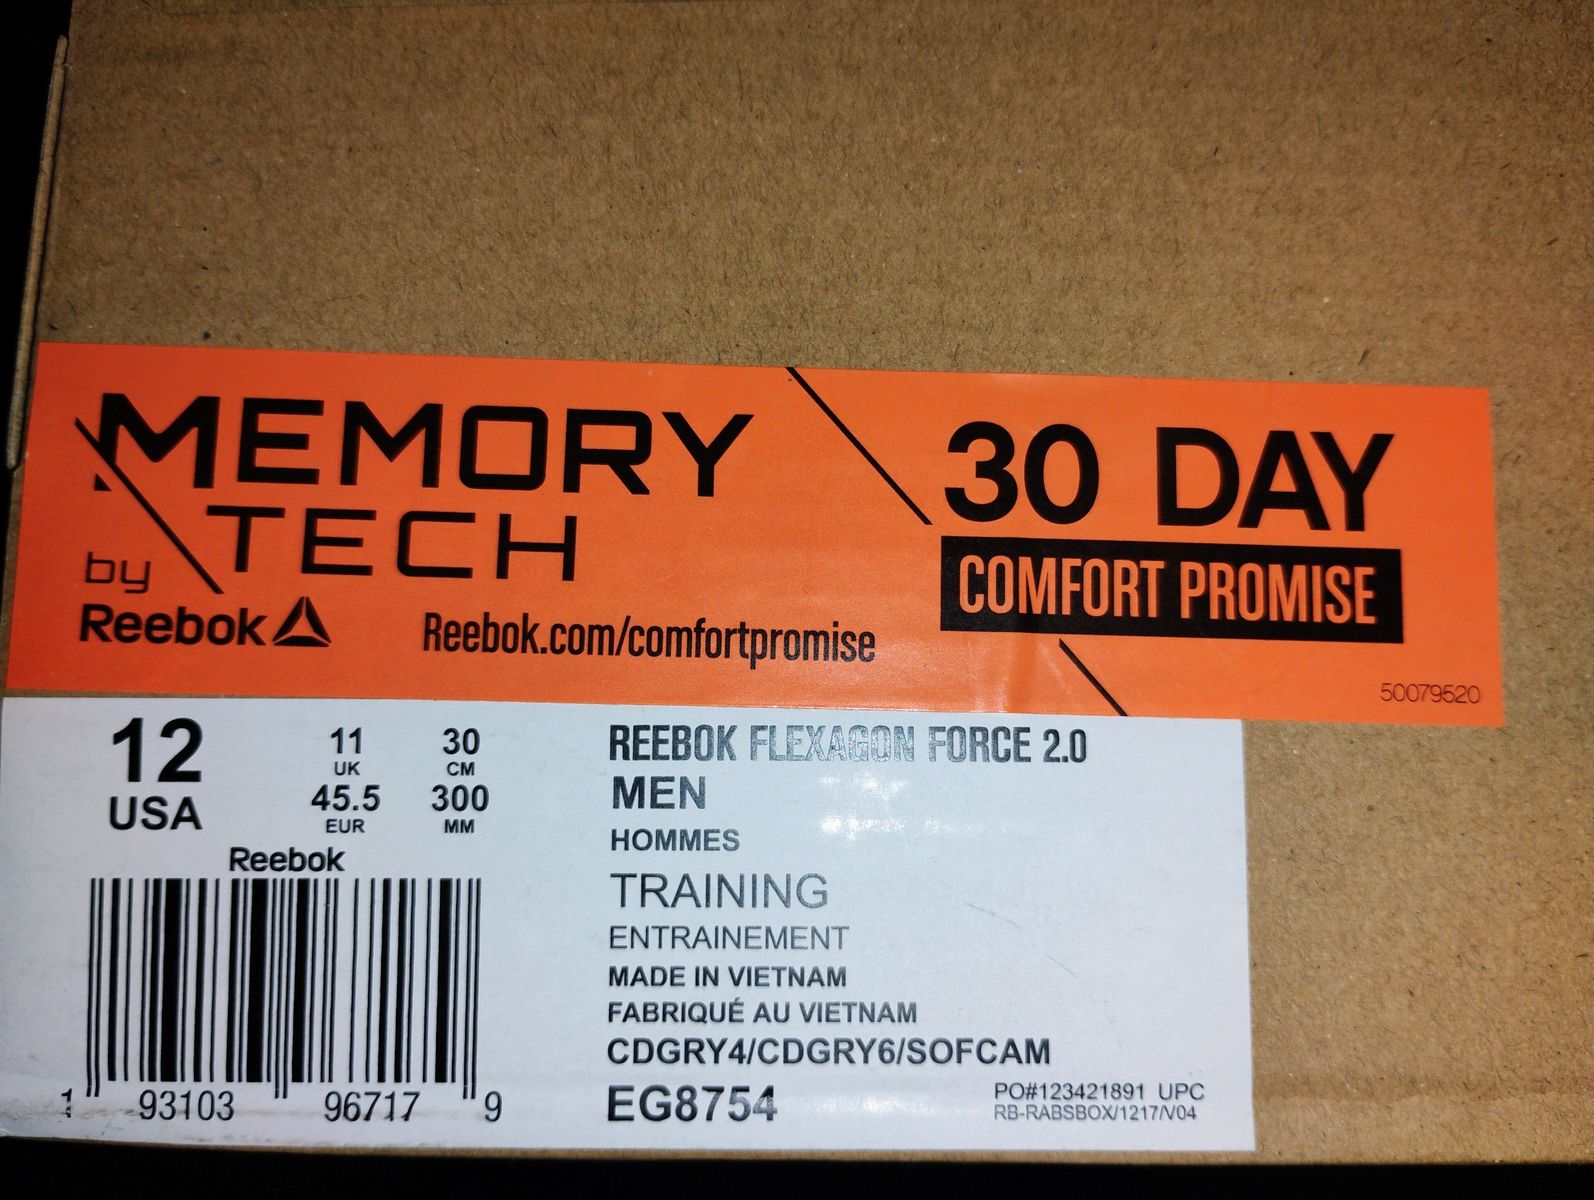 MEMORY
TECH
by
Reebok
Reebok.com/comfortpromise
30 DAY
COMFORT PROMISE
50079520
12
USA
11
UK
45.5
EUR
30
CM
300
MM
Reebok
1 93103 96717 9
REEBOK FLEXAGON FORCE 2.0
MEN
HOMMES
TRAINING
ENTRAINEMENT
MADE IN VIETNAM
FABRIQUÉ AU VIETNAM
CDGRY4/CDGRY6/SOFCAM
EG8754
PO#123421891 UPC
RB-RABSBOX/1217/V04